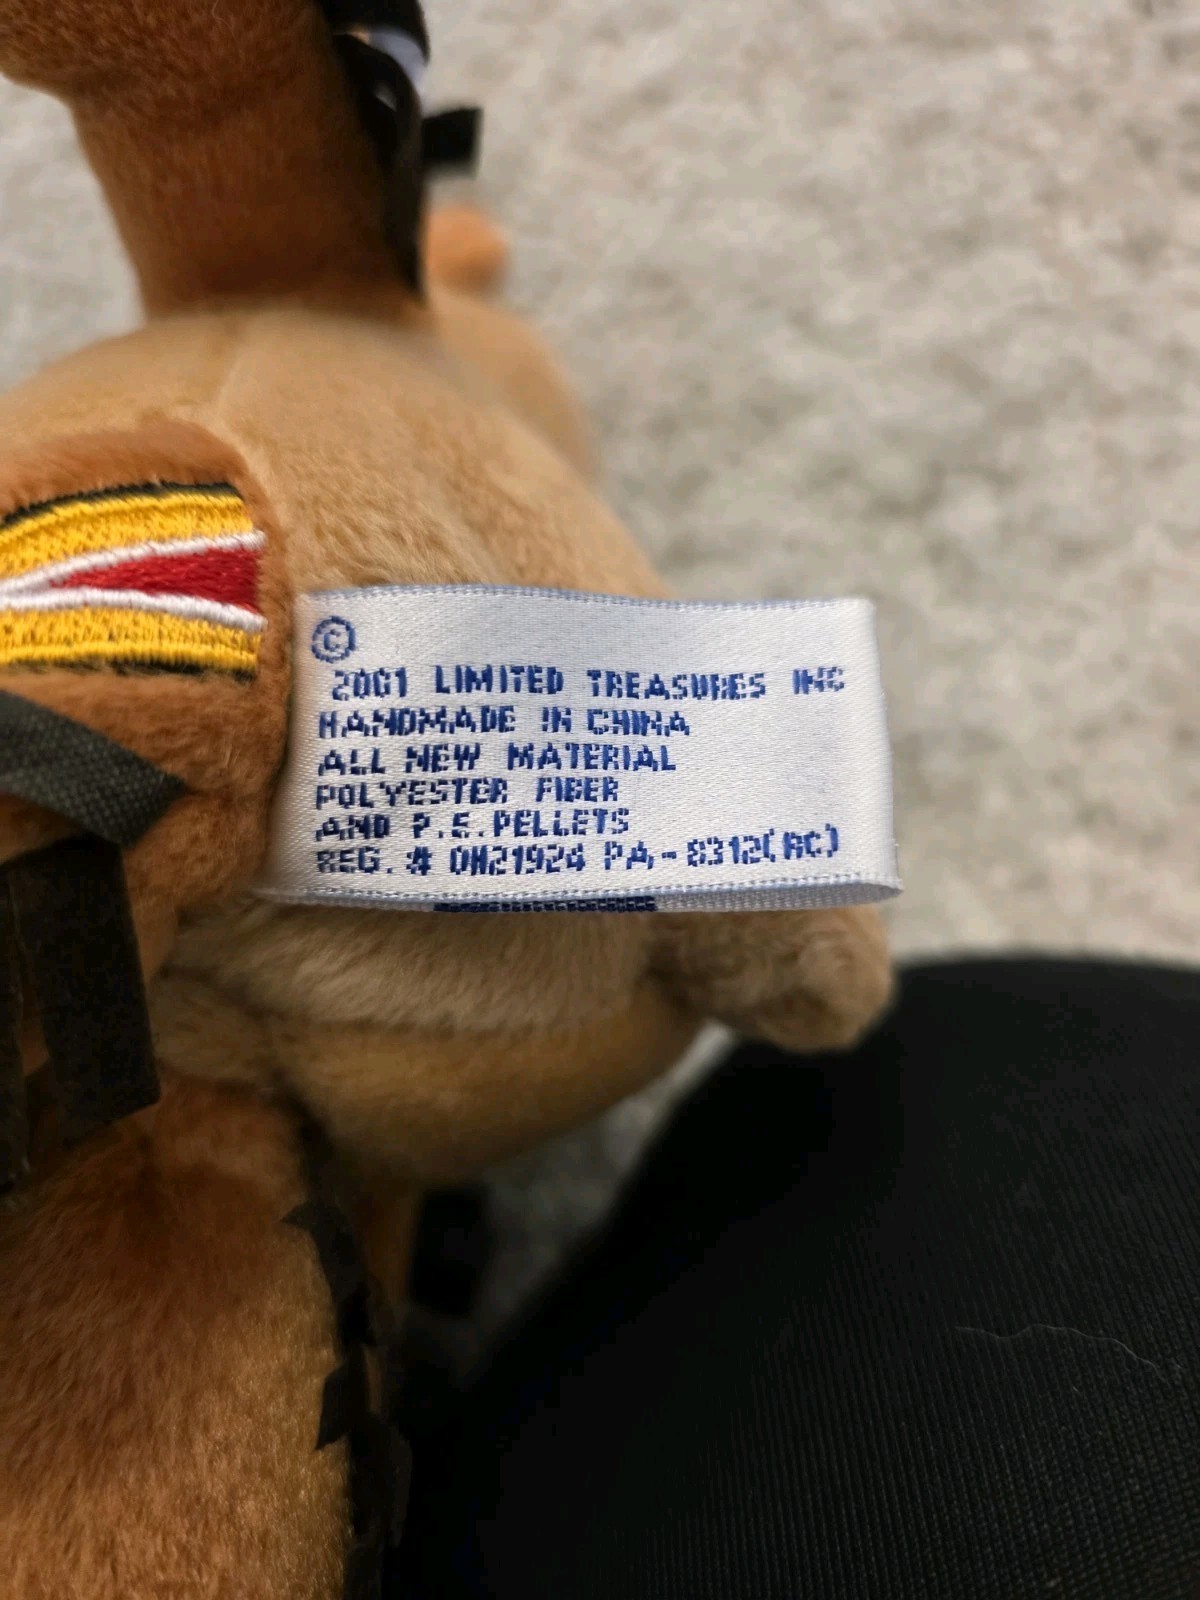 ©
2001 LIMITED TREASURES INC
HANDMADE IN CHINA
ALL NEW MATERIAL
POLYESTER FIBER
AND P.E.PELLETS
REG. # OH21924 PA-8312(RC)